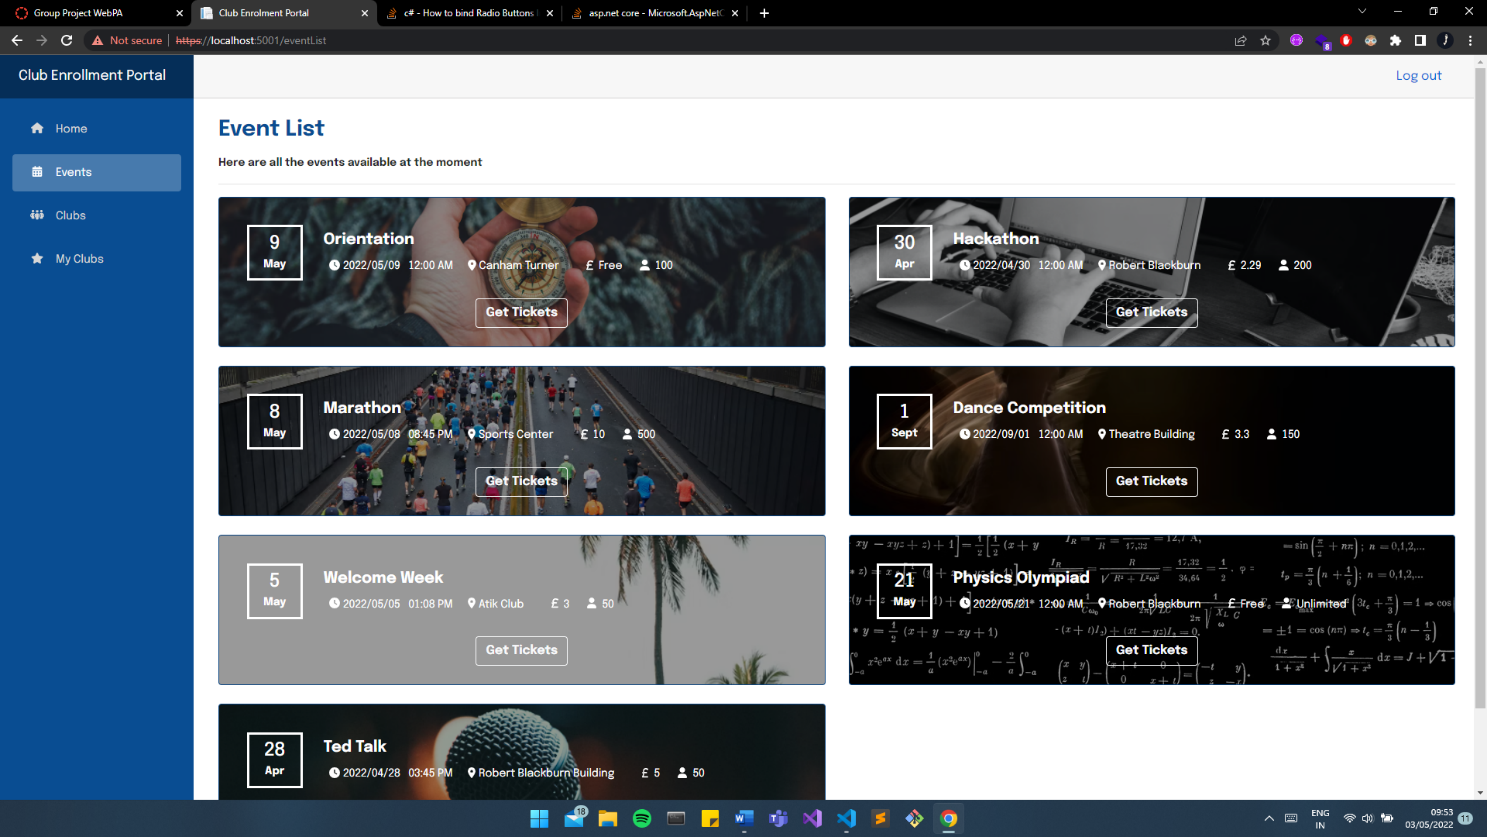 Group Project WebPA
Club Enrolment Portal
c# - How to bind Radio Buttons
asp.net core - Microsoft.AspNetC
Not secure
https://localhost:5001/eventList
8
Club Enrollment Portal
Log out
Home
Events
Clubs
My Clubs
Event List
Here are all the events available at the moment
9
May
Orientation
2022/05/09 12:00 AM Canham Turner £ Free 100
Get Tickets
30
Apr
Hackathon
2022/04/30 12:00 AM Robert Blackburn £ 2.29 200
Get Tickets
8
May
Marathon
2022/05/08 08:45 PM Sports Center £ 10 500
Get Tickets
1
Sept
Dance Competition
2022/09/01 12:00 AM Theatre Building £ 3.3 150
Get Tickets
5
May
Welcome Week
2022/05/05 01:08 PM Atik Club £ 3 50
Get Tickets
21
May
Physics Olympiad
2022/05/21 12:00 AM Robert Blackburn £ Free Unlimited
Get Tickets
28
Apr
Ted Talk
2022/04/28 03:45 PM Robert Blackburn Building £ 5 50
18
ENG
IN
09:53
03/05/2022
11